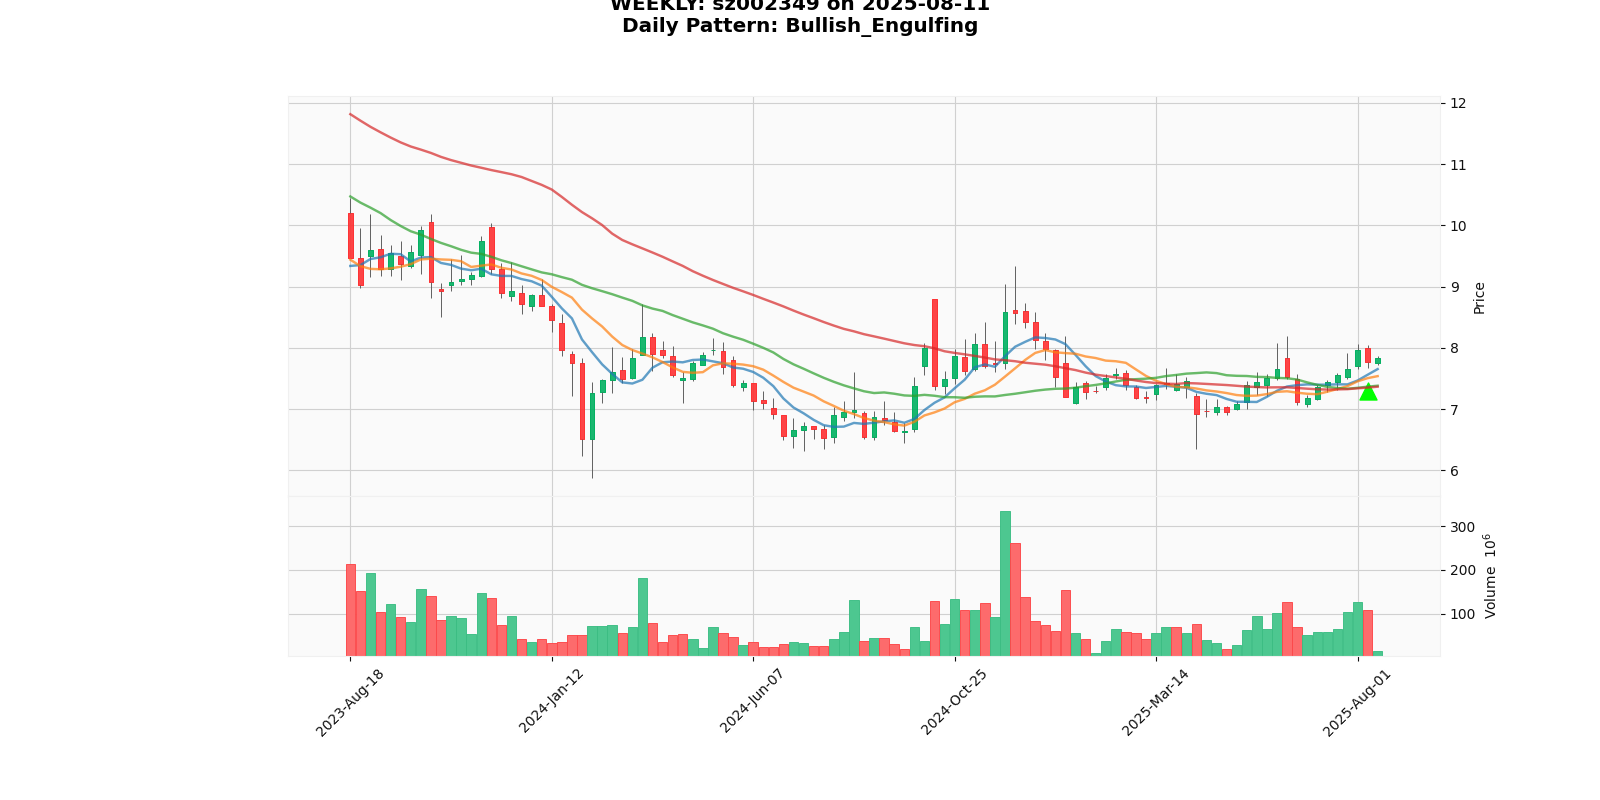 WEEKLY: sz002349 on 2025-08-11
Daily Pattern: Bullish_Engulfing
12
11
10
9
8
7
6
Price
300
200
100
Volume 10^6
2023-Aug-18
2024-Jan-12
2024-Jun-07
2024-Oct-25
2025-Mar-14
2025-Aug-01